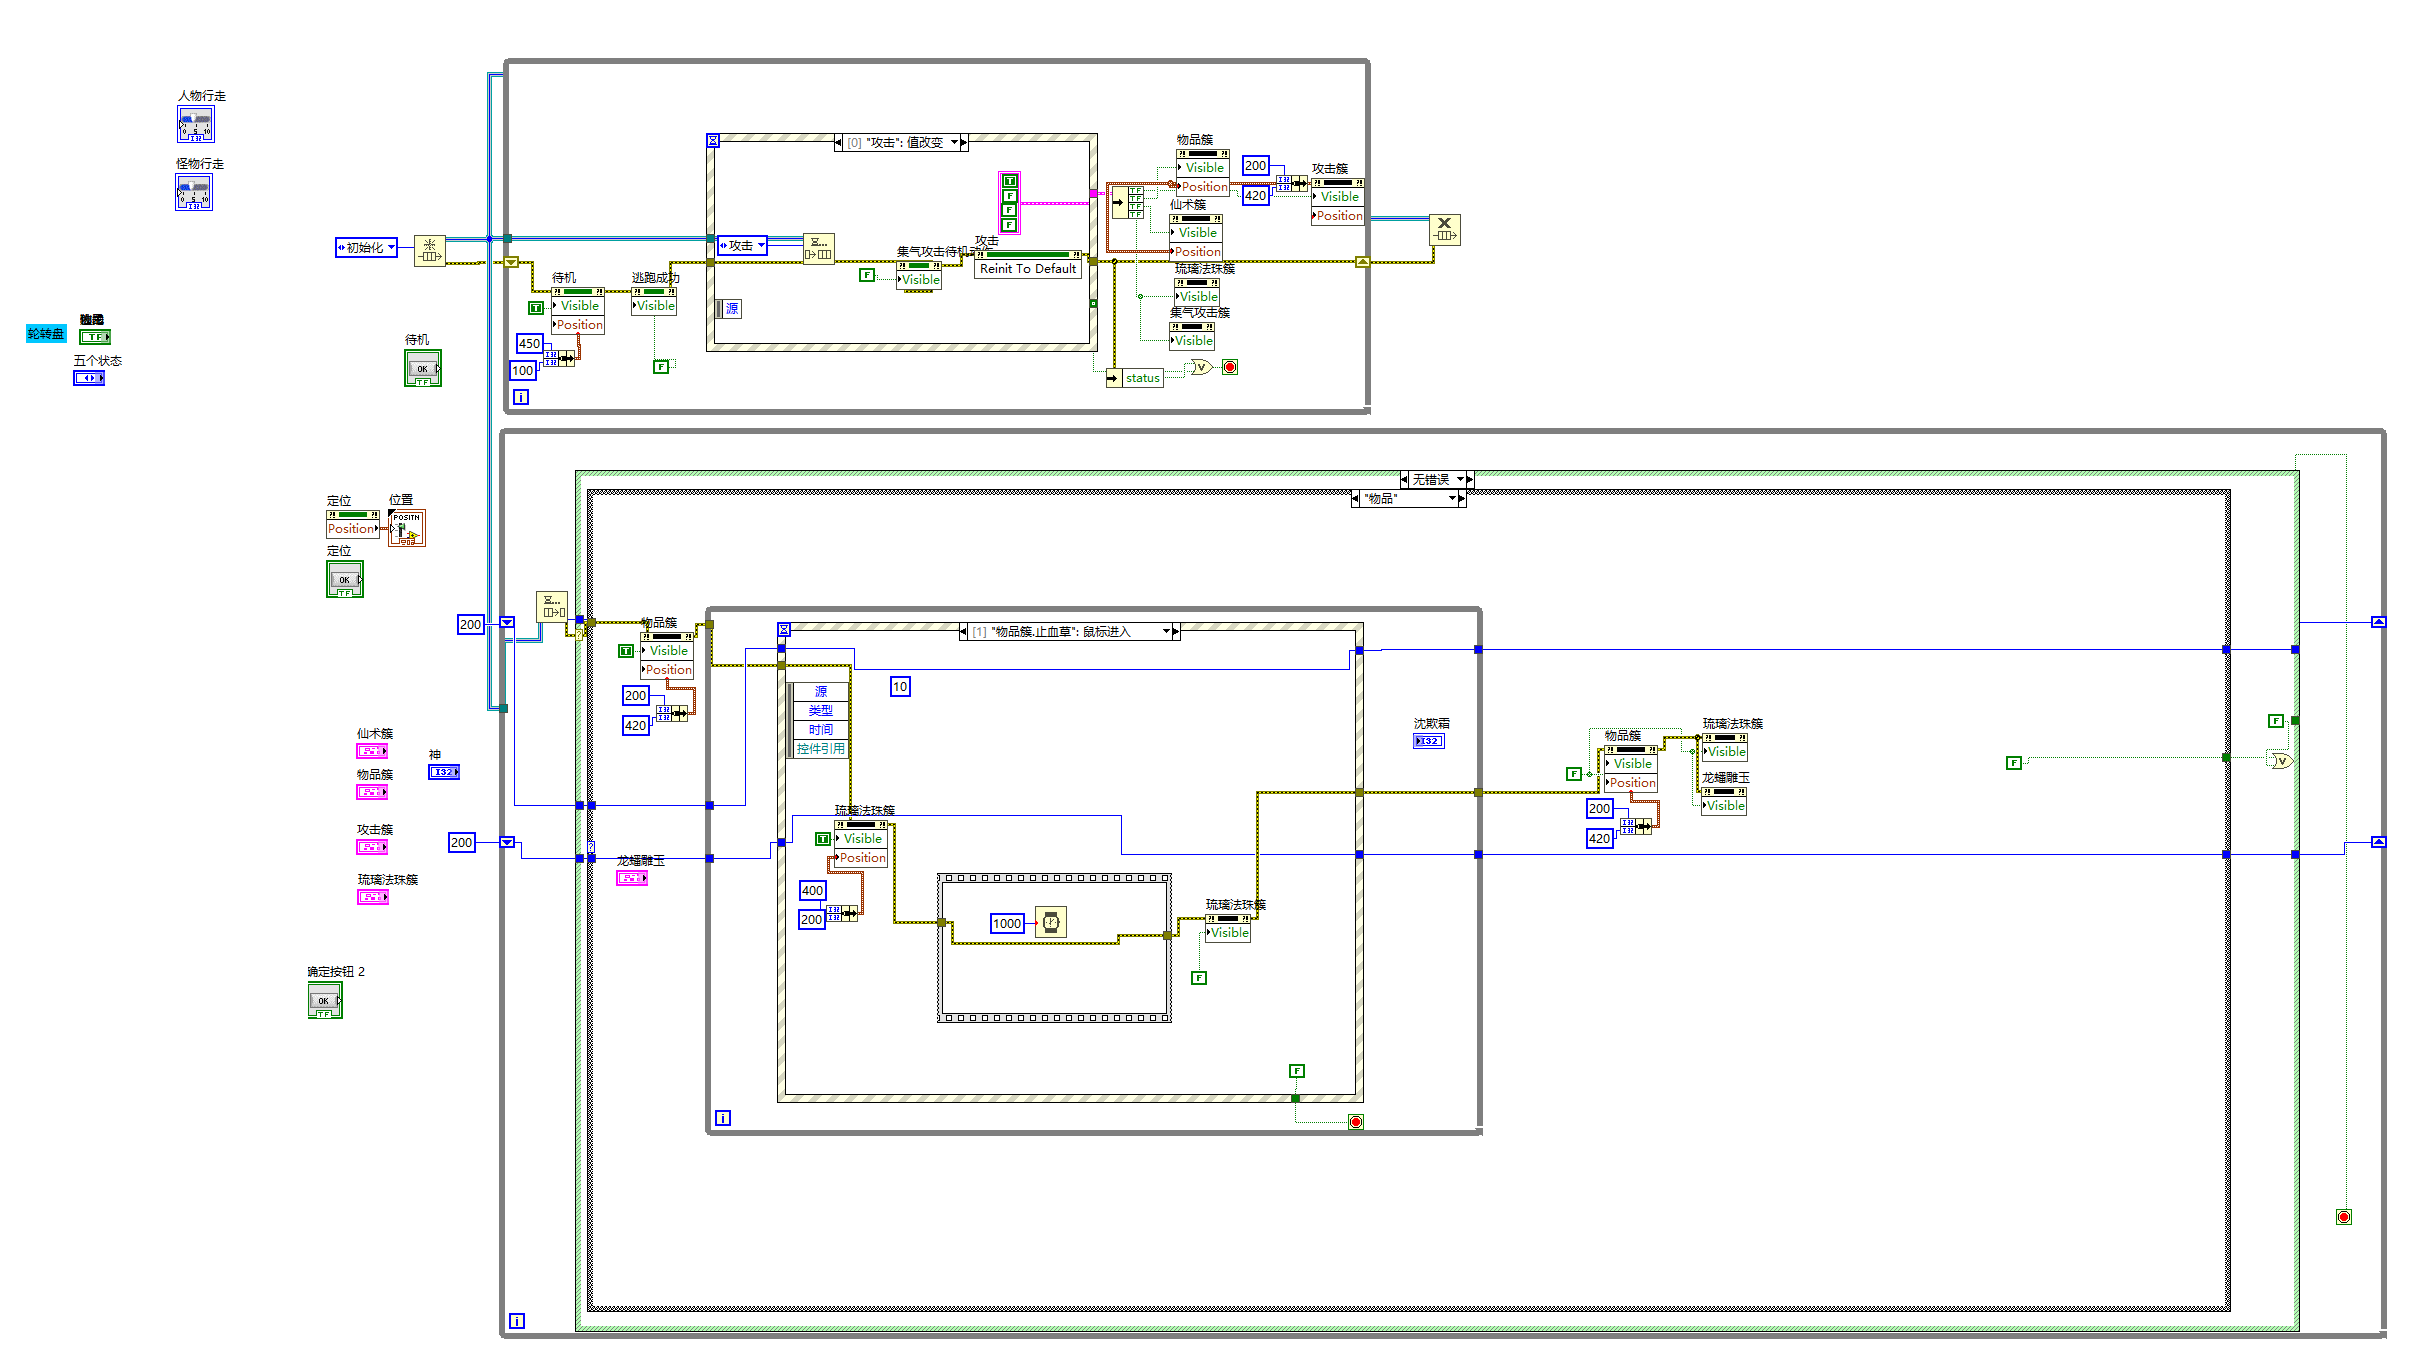 人物行走
怪物行走
[0] "攻击": 值改变
物品簇
Visible
Position
200
420
攻击簇
Visible
Position
仙术簇
Visible
Position
初始化
攻击
攻击
Reinit To Default
集气攻击待机动作
Visible
F
T
F
F
F
待机
Visible
Position
T
逃跑成功
Visible
F
450
100
源
琉璃法珠簇
Visible
集气攻击簇
Visible
status
i
轮转盘
TF
五个状态
待机
OK
TF
无错误
"物品"
定位
Position
位置
POSITN
定位
OK
TF
200
物品簇
T
Visible
Position
200
420
[1] "物品簇.止血草": 鼠标进入
10
源
类型
时间
控件引用
仙术簇
物品簇
神
I32
攻击簇
琉璃法珠簇
200
龙蟠雕玉
琉璃法珠簇
T
Visible
Position
400
200
1000
琉璃法珠簇
Visible
F
F
i
沈欺霜
I32
F
物品簇
Visible
Position
200
420
琉璃法珠簇
Visible
龙蟠雕玉
Visible
F
F
确定按钮 2
OK
TF
i